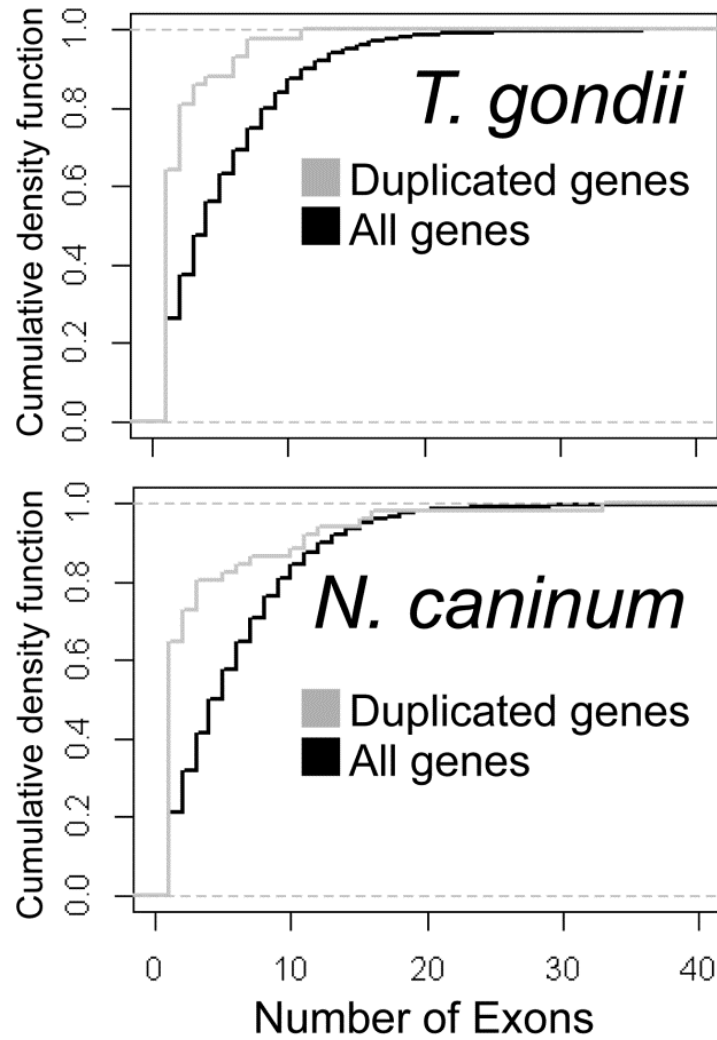 Cumulative density function
0.0 0.2 0.4 0.6 0.8 1.0
T. gondii
Duplicated genes
All genes
Cumulative density function
0.0 0.2 0.4 0.6 0.8 1.0
N. caninum
Duplicated genes
All genes
0 10 20 30 40
Number of Exons